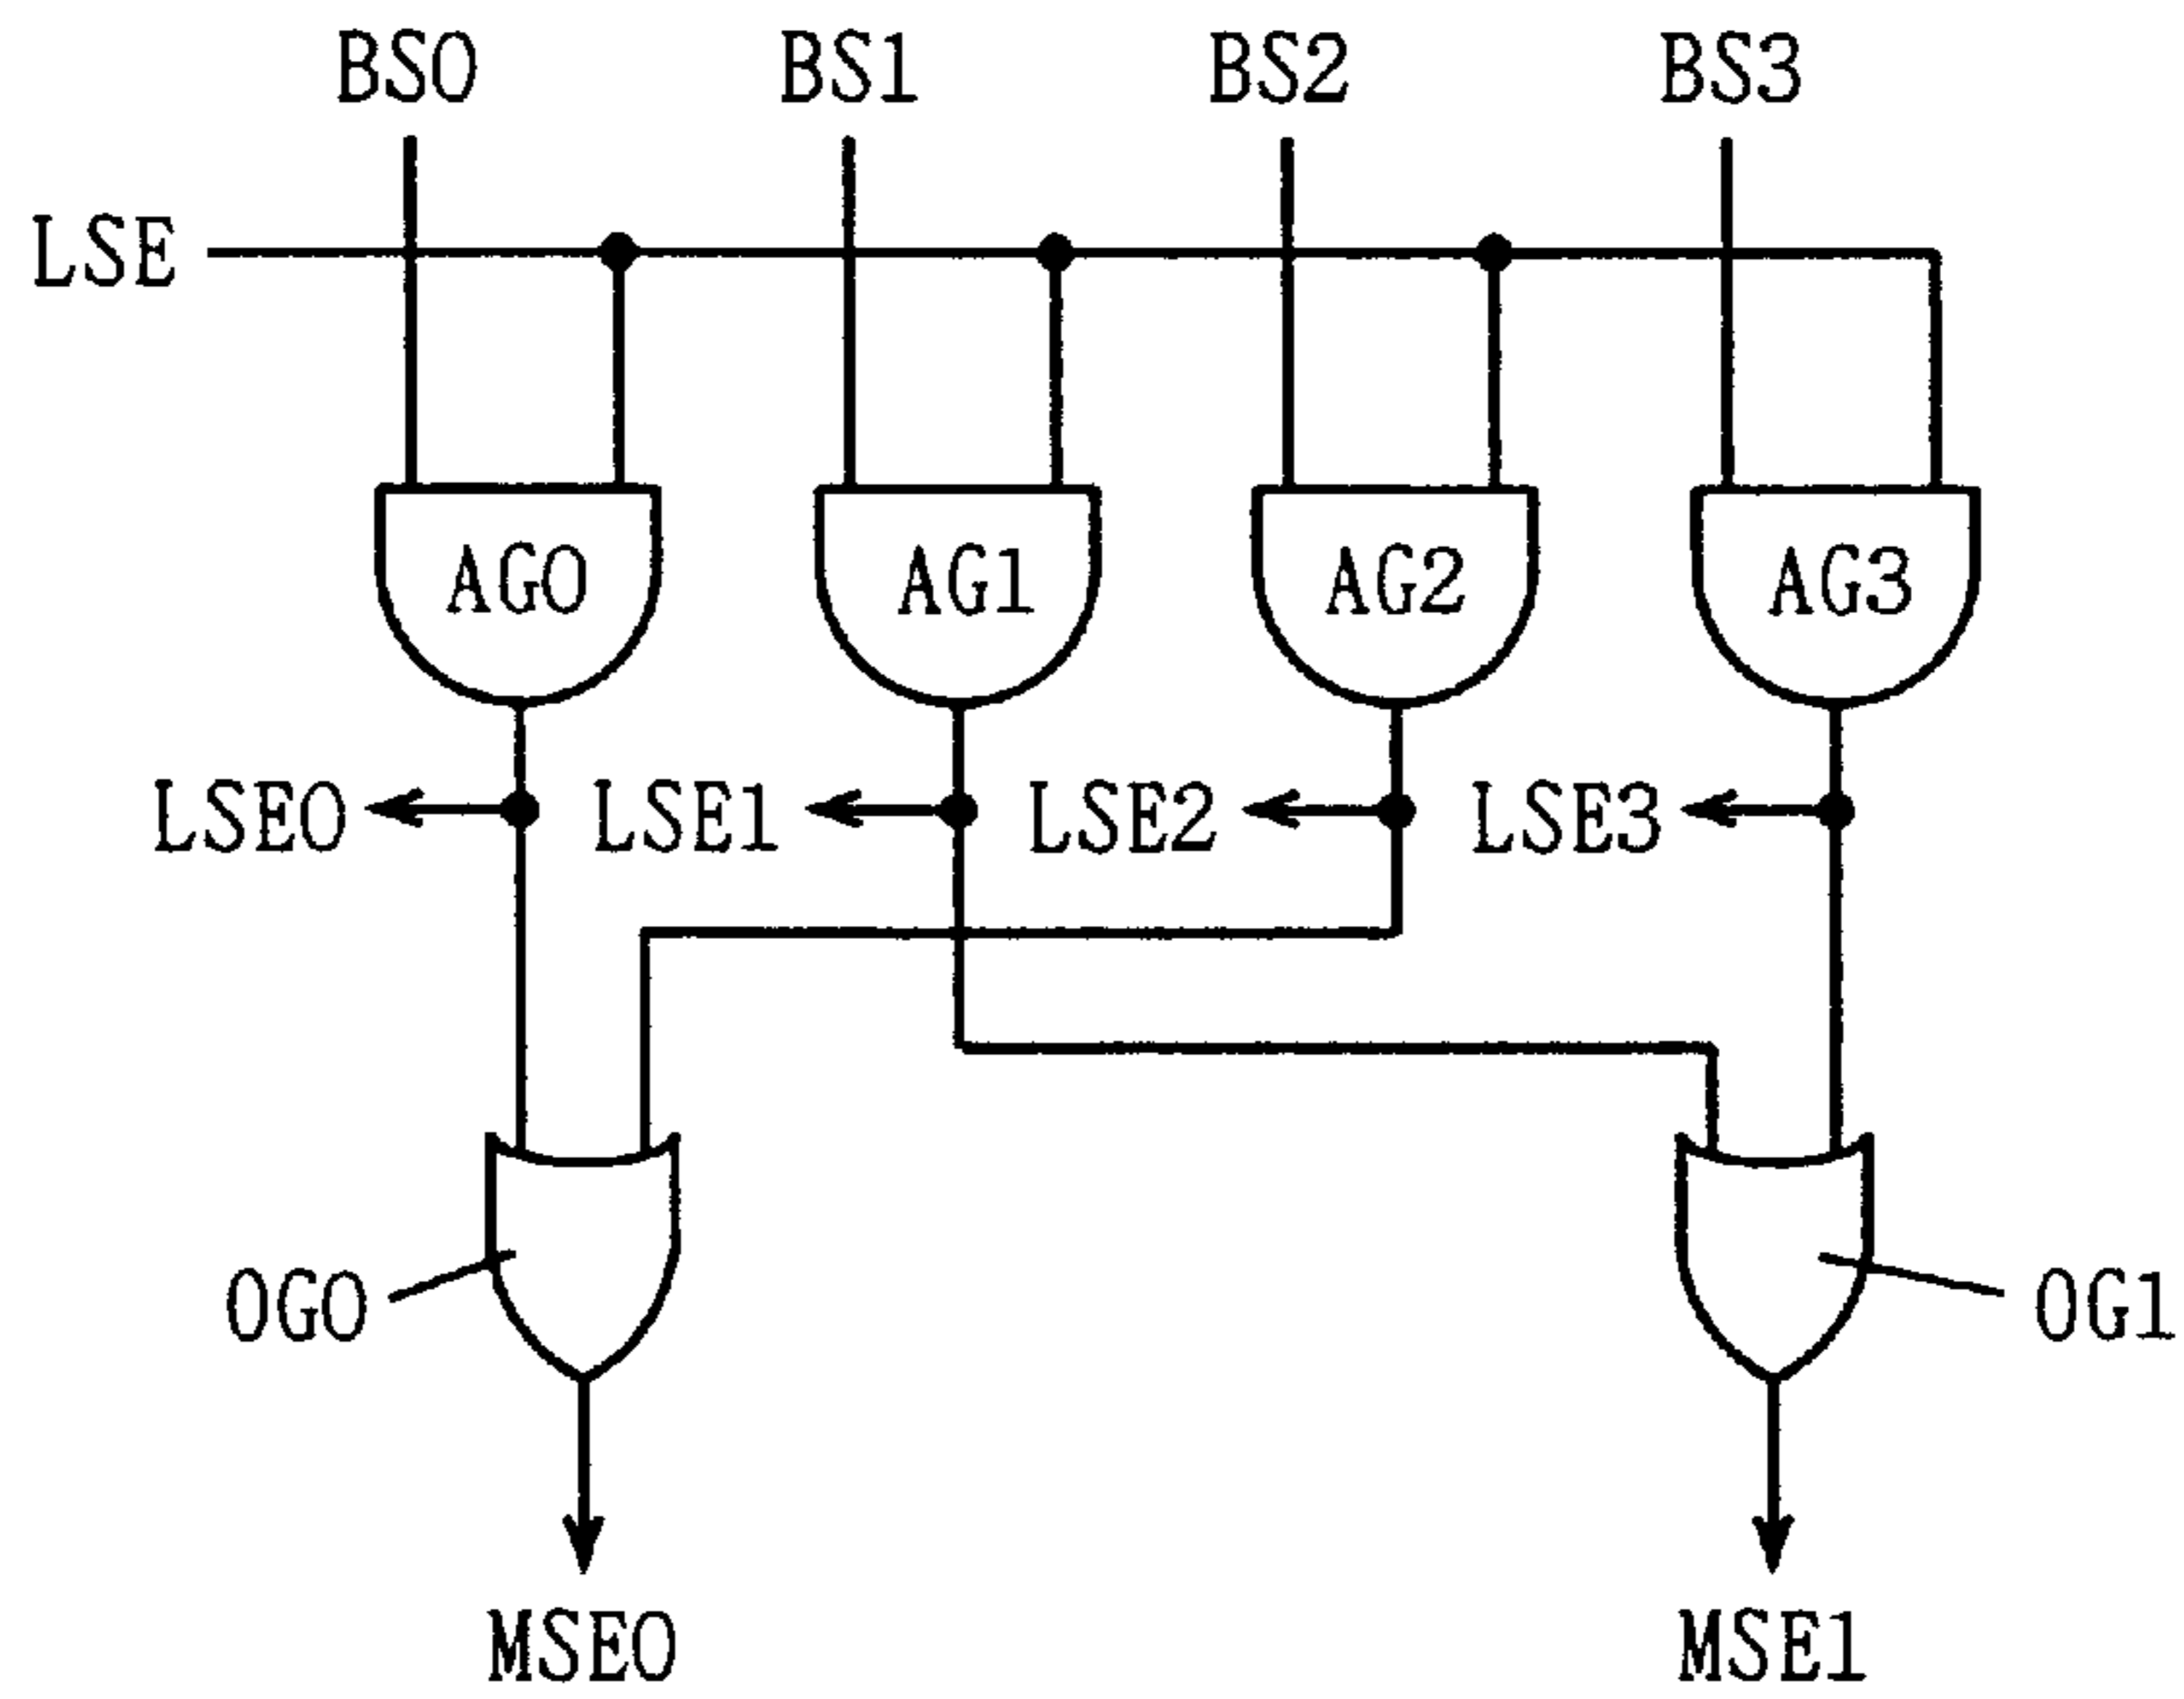 BS0 BS1 BS2 BS3
LSE
AG0 AG1 AG2 AG3
LSE0 LSE1 LSE2 LSE3
OG0 OG1
MSE0 MSE1